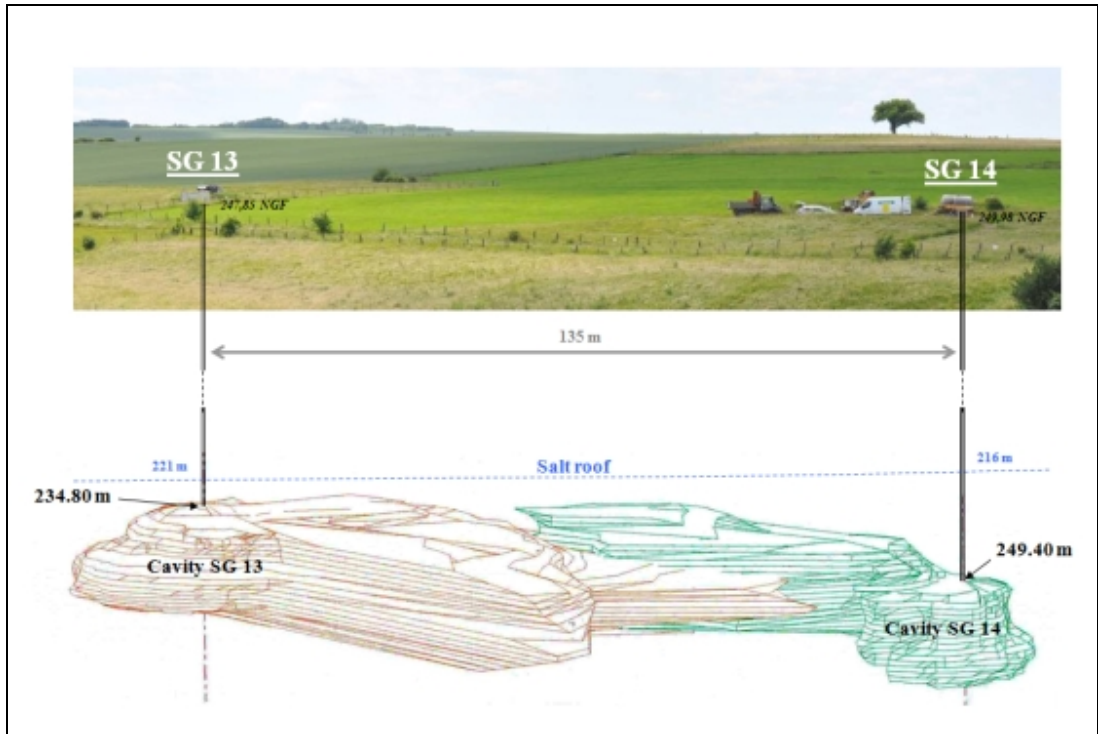 SG 13
SG 14
247,85 NGF
249,98 NGF
135 m
221 m
Salt roof
216 m
234.80 m
249.40 m
Cavity SG 13
Cavity SG 14